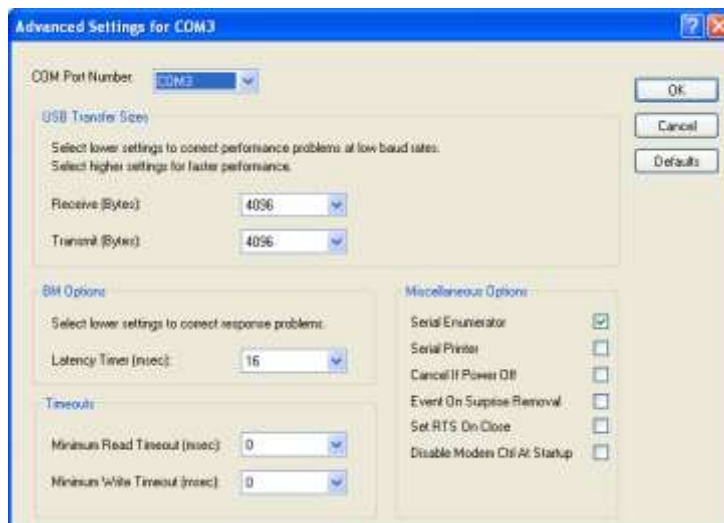 Advanced Settings for COM3
COM Port Number:
COM3
OK
Cancel
Defaults
USB Transfer Sizes
Select lower settings to correct performance problems at low baud rates.
Select higher settings for faster performance.
Receive (Bytes):
4096
Transmit (Bytes):
4096
BM Options
Select lower settings to correct response problems.
Latency Timer (msec):
16
Timeouts
Minimum Read Timeout (msec):
0
Minimum Write Timeout (msec):
0
Miscellaneous Options
Serial Enumerator
Serial Printer
Cancel If Power Off
Event On Surprise Removal
Set RTS On Close
Disable Modem Ctrl At Startup